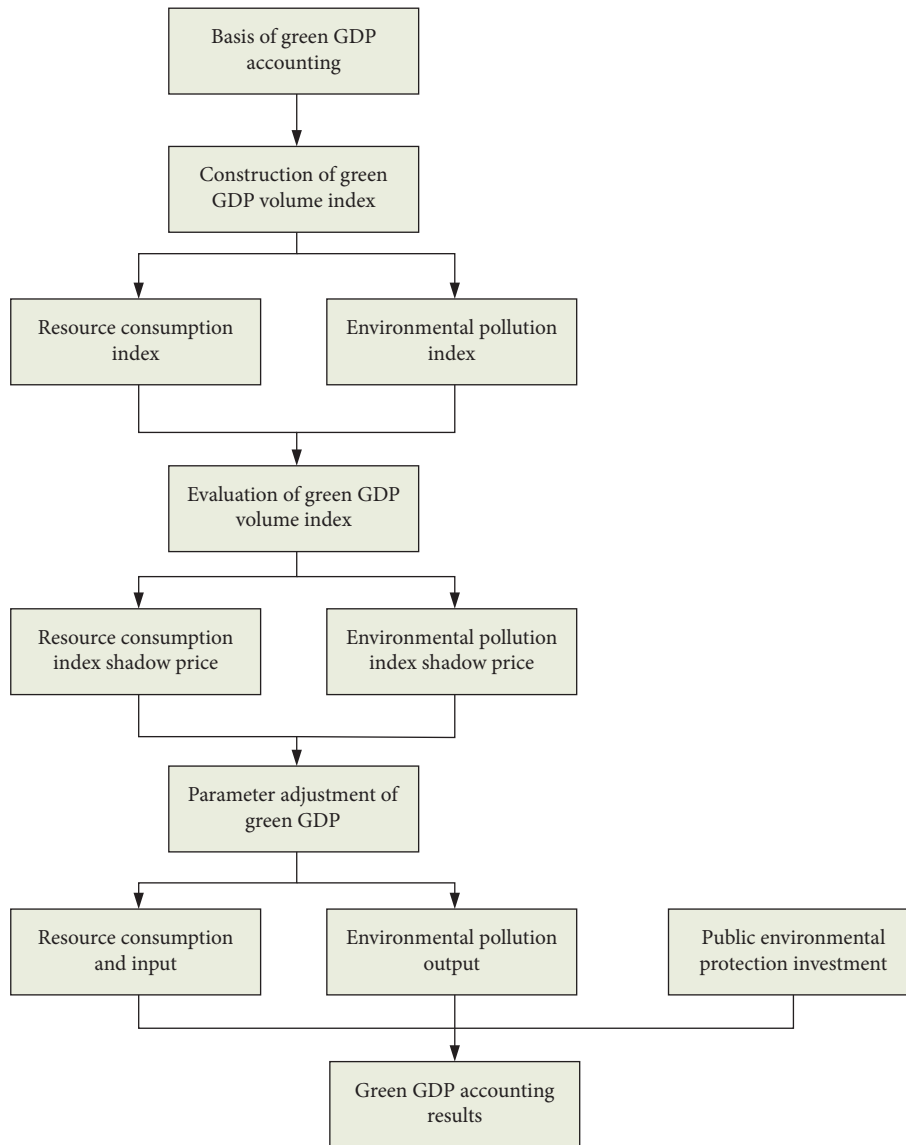 Basis of green GDP
accounting
Construction of green
GDP volume index
Resource consumption
index
Environmental pollution
index
Evaluation of green GDP
volume index
Resource consumption
index shadow price
Environmental pollution
index shadow price
Parameter adjustment of
green GDP
Resource consumption
and input
Environmental pollution
output
Public environmental
protection investment
Green GDP accounting
results